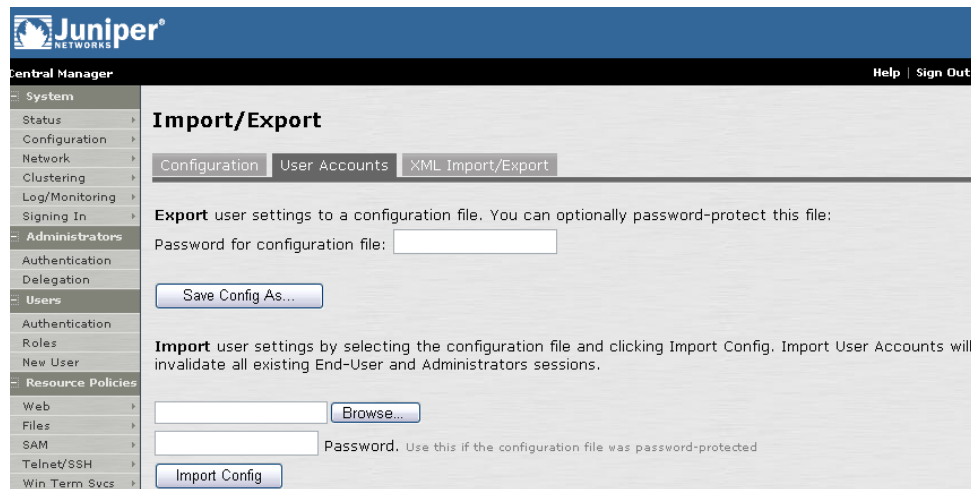 Juniper®
NETWORKS
Central Manager
Help | Sign Out
System
Status
Configuration
Network
Clustering
Log/Monitoring
Signing In
Administrators
Authentication
Delegation
Users
Authentication
Roles
New User
Resource Policies
Web
Files
SAM
Telnet/SSH
Win Term Svcs
Import/Export
Configuration
User Accounts
XML Import/Export
Export user settings to a configuration file. You can optionally password-protect this file:
Password for configuration file:
Save Config As...
Import user settings by selecting the configuration file and clicking Import Config. Import User Accounts will
invalidate all existing End-User and Administrators sessions.
Browse...
Password. Use this if the configuration file was password-protected
Import Config